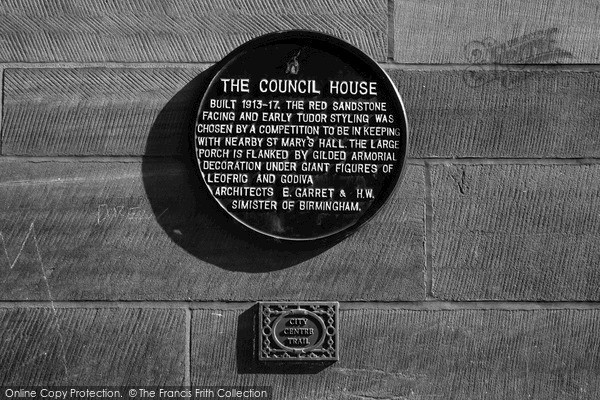 THE COUNCIL HOUSE
BUILT 1913-17. THE RED SANDSTONE
FACING AND EARLY TUDOR STYLING WAS
CHOSEN BY A COMPETITION TO BE IN KEEPING
WITH NEARBY ST MARY'S HALL. THE LARGE
PORCH IS FLANKED BY GILDED ARMORIAL
DECORATION UNDER GIANT FIGURES OF
LEOFRIC AND GODIVA
ARCHITECTS E. GARRET & H.W.
SIMISTER OF BIRMINGHAM.
CITY
CENTRE
TRAIL
Online Copy Protection. © The Francis Frith Collection